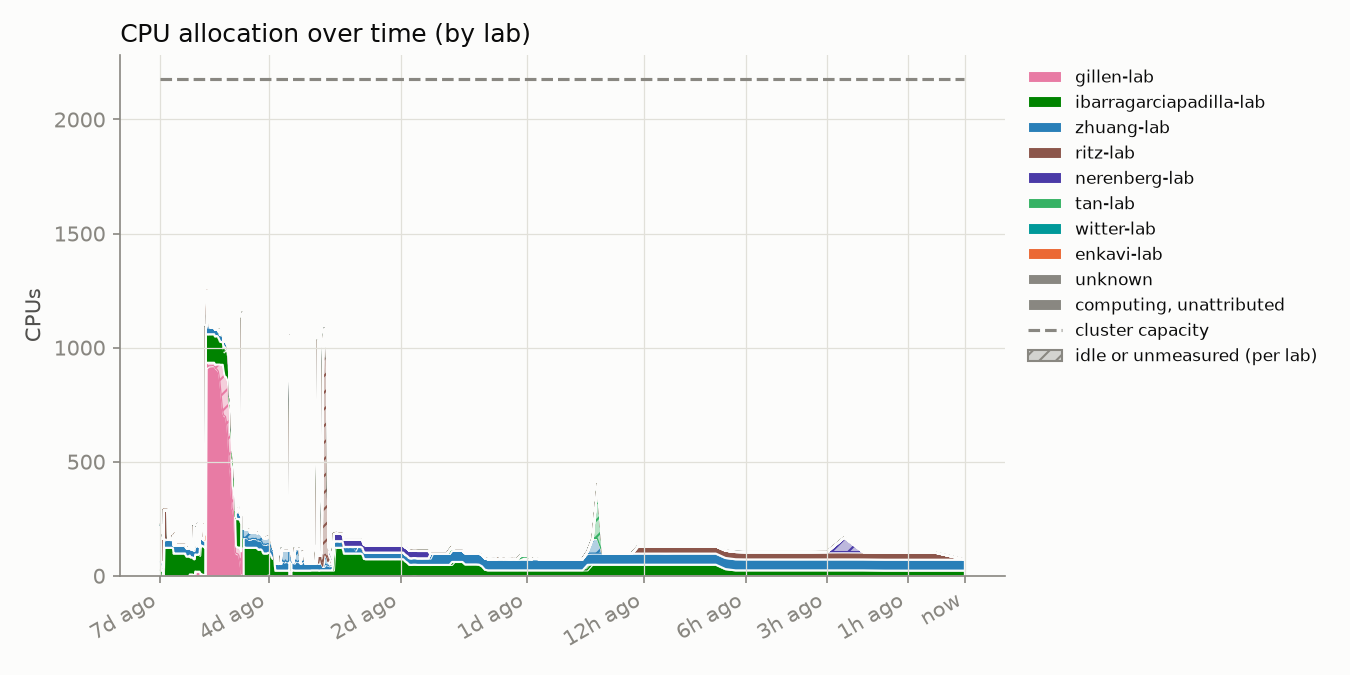 CPU allocation over time (by lab)
CPUs
2000
1500
1000
500
0
7d ago
4d ago
2d ago
1d ago
12h ago
6h ago
3h ago
1h ago
now
gillen-lab
ibarragarciapadilla-lab
zhuang-lab
ritz-lab
nerenberg-lab
tan-lab
witter-lab
enkavi-lab
unknown
computing, unattributed
cluster capacity
idle or unmeasured (per lab)